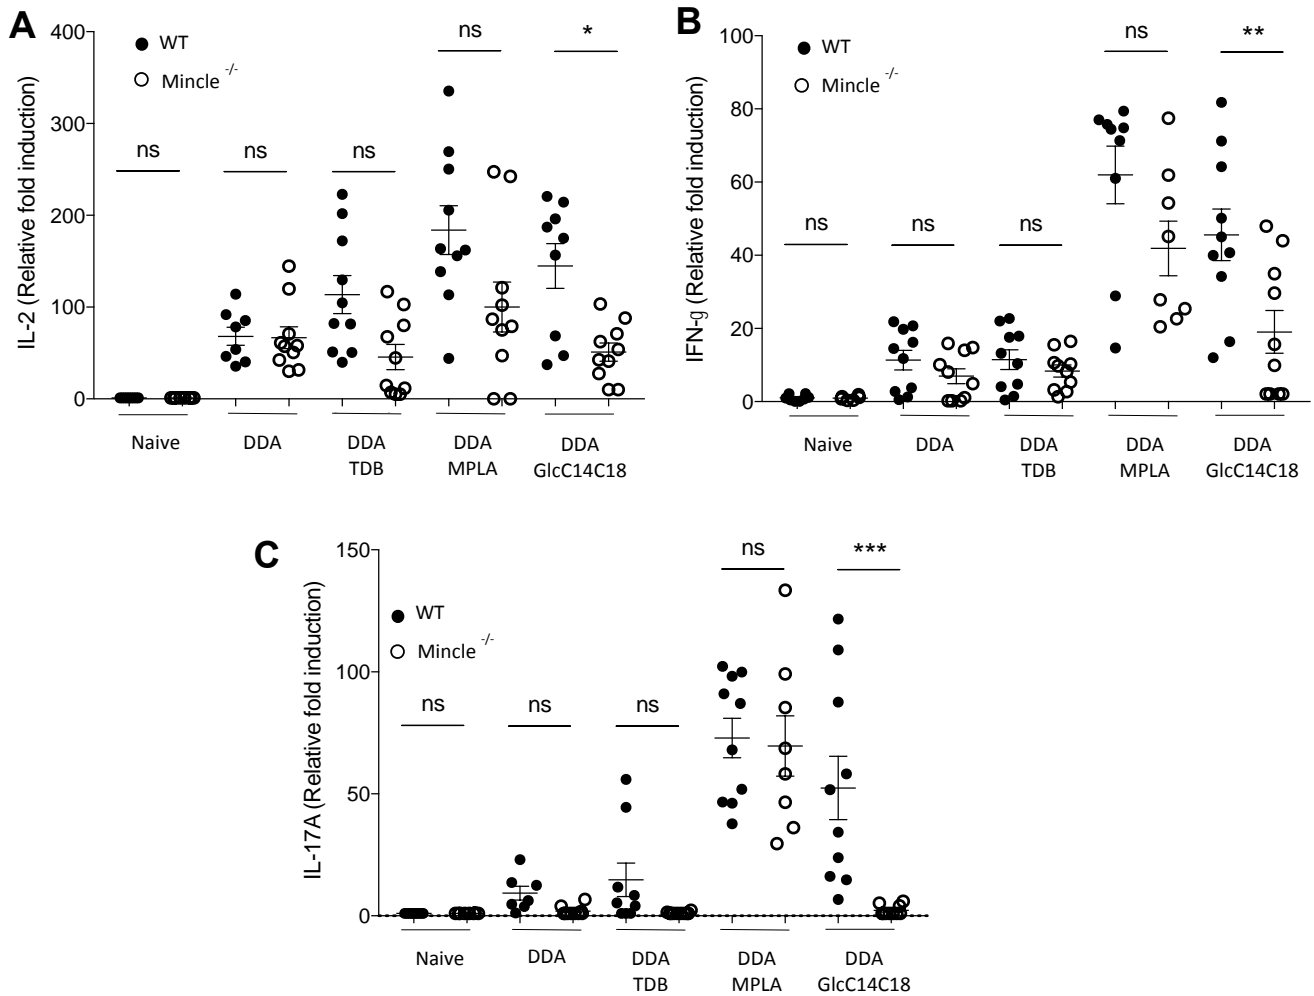 A
IL-2 (Relative fold induction)
400
300
200
100
0
WT
Mincle -/-
ns
ns
ns
ns
*
Naive
DDA
DDA
TDB
DDA
MPLA
DDA
GlcC14C18
B
IFN-g (Relative fold induction)
100
80
60
40
20
0
WT
Mincle -/-
ns
ns
ns
ns
**
Naive
DDA
DDA
TDB
DDA
MPLA
DDA
GlcC14C18
C
IL-17A (Relative fold induction)
150
100
50
0
WT
Mincle -/-
ns
ns
ns
ns
***
Naive
DDA
DDA
TDB
DDA
MPLA
DDA
GlcC14C18